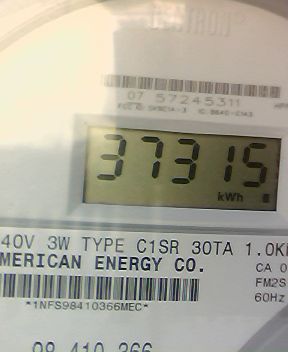 07 57245311
37315
kWh
40V 3W TYPE C1SR 30TA 1.0K
MERICAN ENERGY CO.
CA 0
FM2S
60Hz
*1NFS98410366MEC*
98 410 366